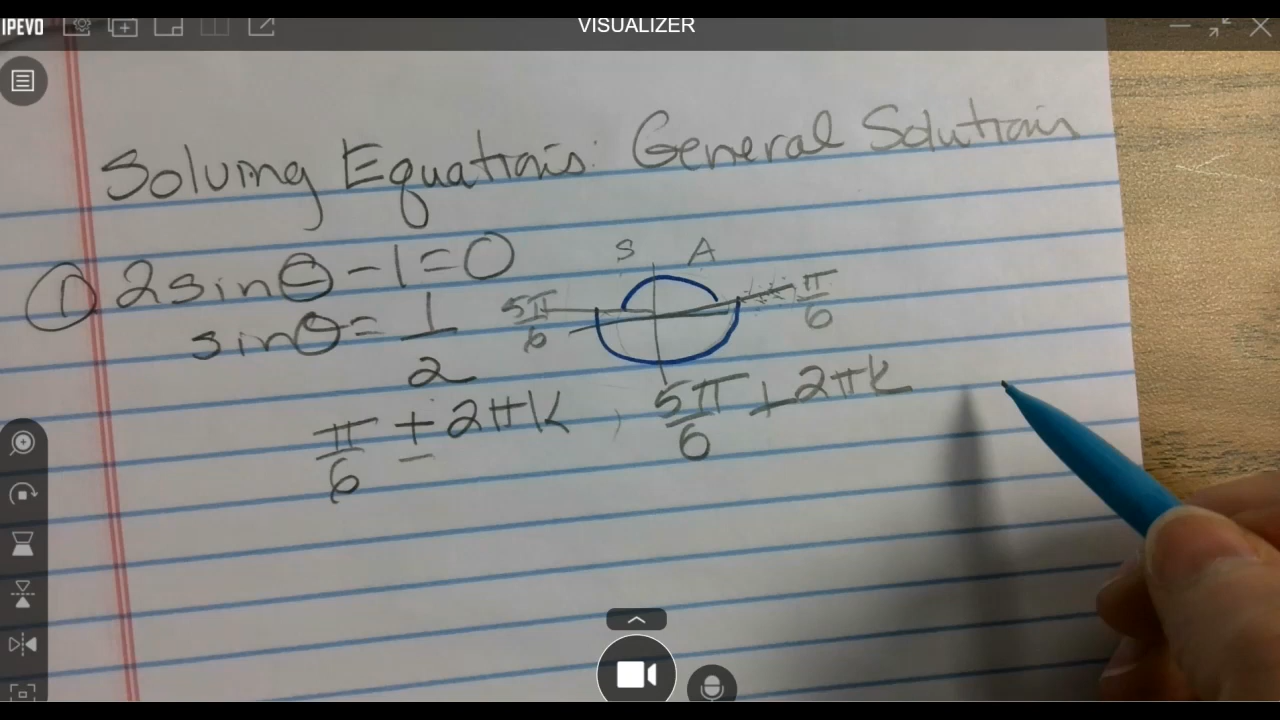 IPEVO
VISUALIZER
Solving Equations: General Solutions
① 2sinθ - 1 = 0
S A
sinθ = 1/2
5π/6
π/6
π/6 ± 2πk , 5π/6 ± 2πk